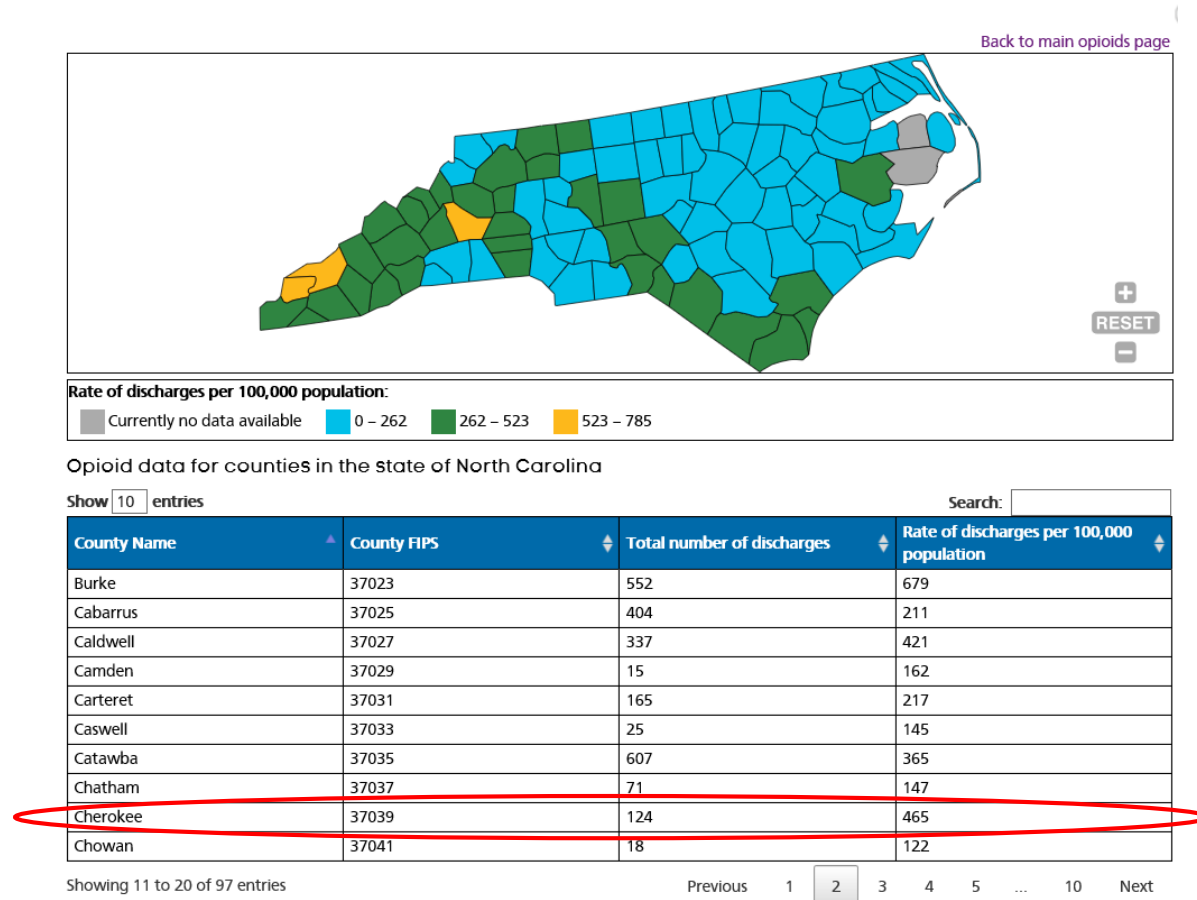 Back to main opioids page
+
RESET
−
Rate of discharges per 100,000 population:
Currently no data available 0 – 262 262 – 523 523 – 785
Opioid data for counties in the state of North Carolina
Show 10 entries Search:
County Name County FIPS Total number of discharges Rate of discharges per 100,000 population
Burke 37023 552 679
Cabarrus 37025 404 211
Caldwell 37027 337 421
Camden 37029 15 162
Carteret 37031 165 217
Caswell 37033 25 145
Catawba 37035 607 365
Chatham 37037 71 147
Cherokee 37039 124 465
Chowan 37041 18 122
Showing 11 to 20 of 97 entries Previous 1 2 3 4 5 ... 10 Next